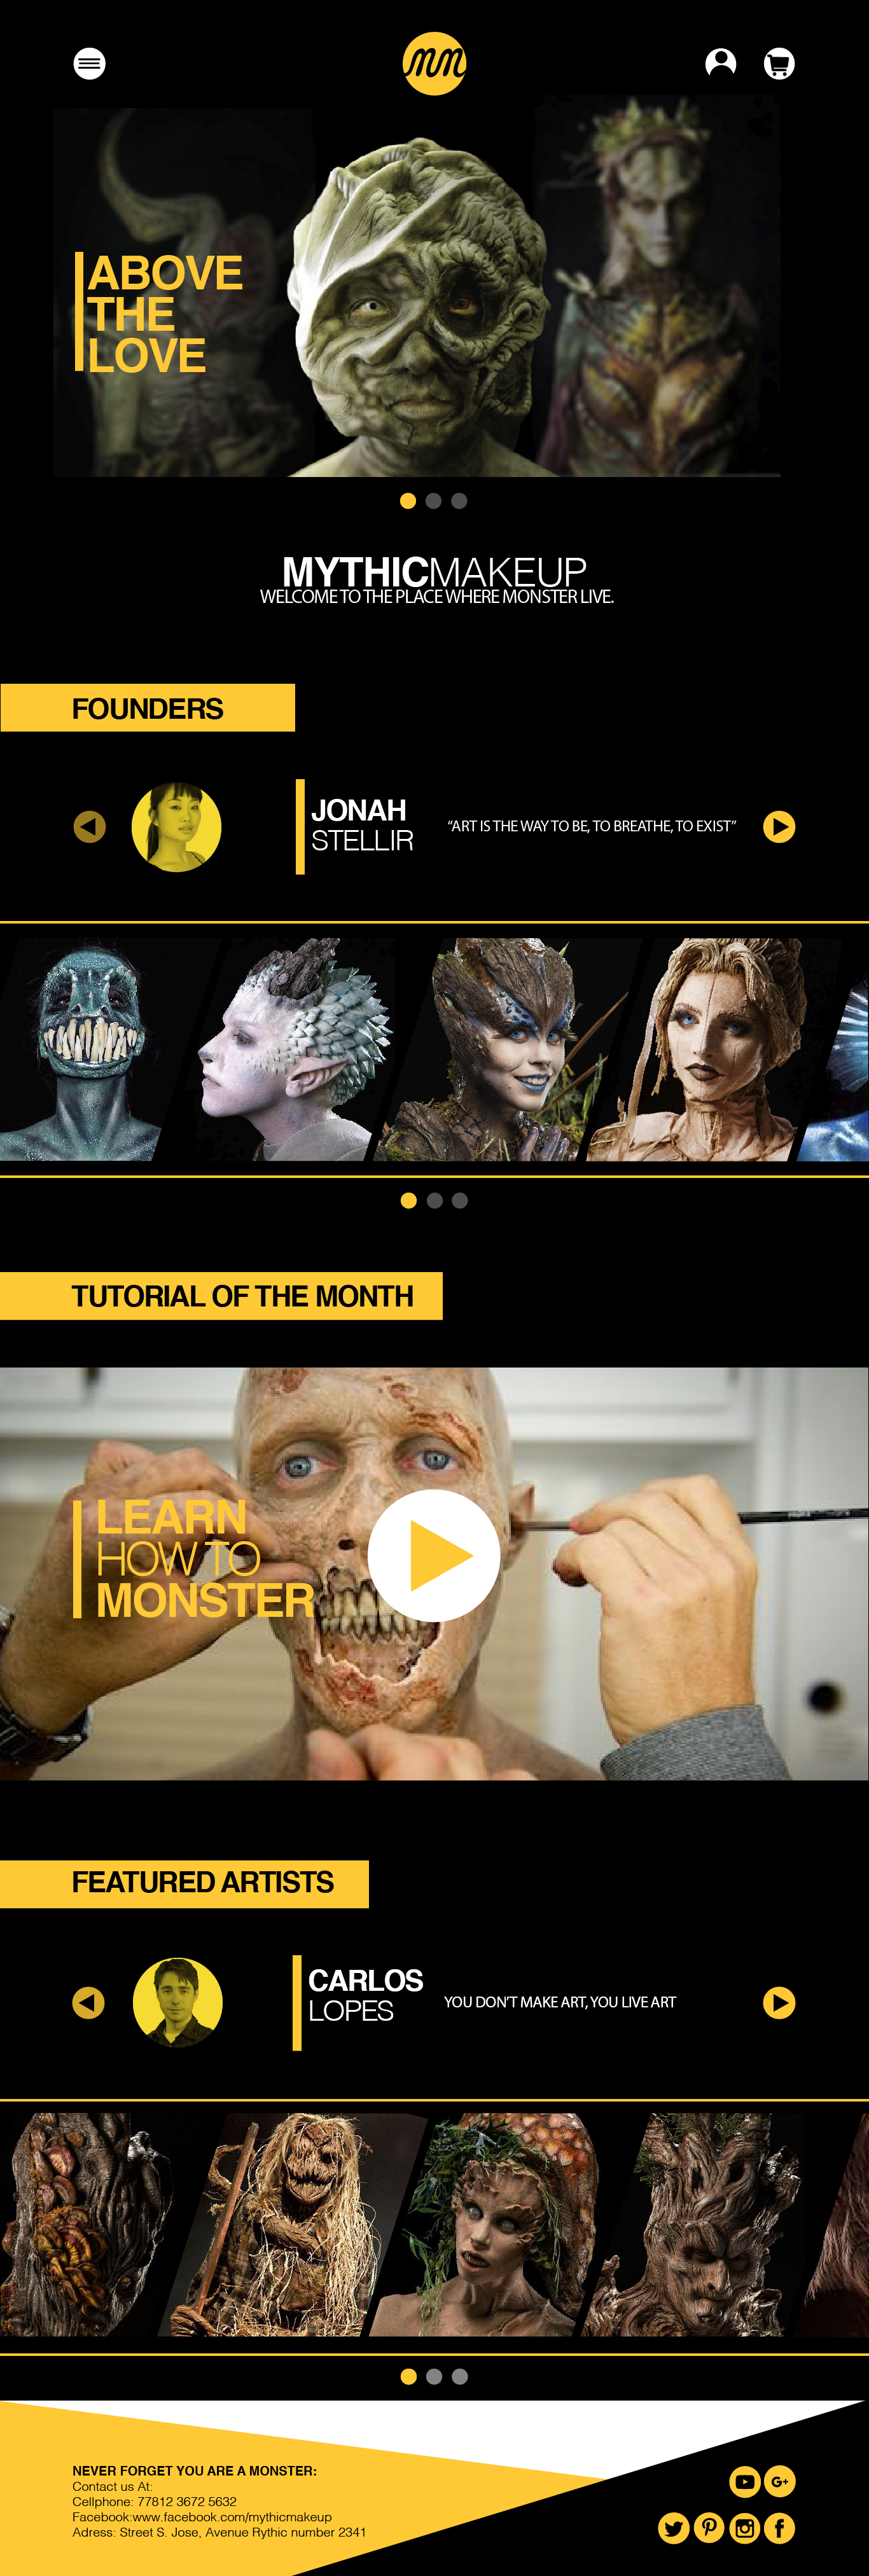 mm
ABOVE
THE
LOVE
MYTHICMAKEUP
WELCOME TO THE PLACE WHERE MONSTER LIVE.
FOUNDERS
JONAH
STELLIR
“ART IS THE WAY TO BE, TO BREATHE, TO EXIST”
TUTORIAL OF THE MONTH
LEARN
HOW TO
MONSTER
FEATURED ARTISTS
CARLOS
LOPES
YOU DON’T MAKE ART, YOU LIVE ART
NEVER FORGET YOU ARE A MONSTER:
Contact us At:
Cellphone: 77812 3672 5632
Facebook:www.facebook.com/mythicmakeup
Adress: Street S. Jose, Avenue Rythic number 2341
G+